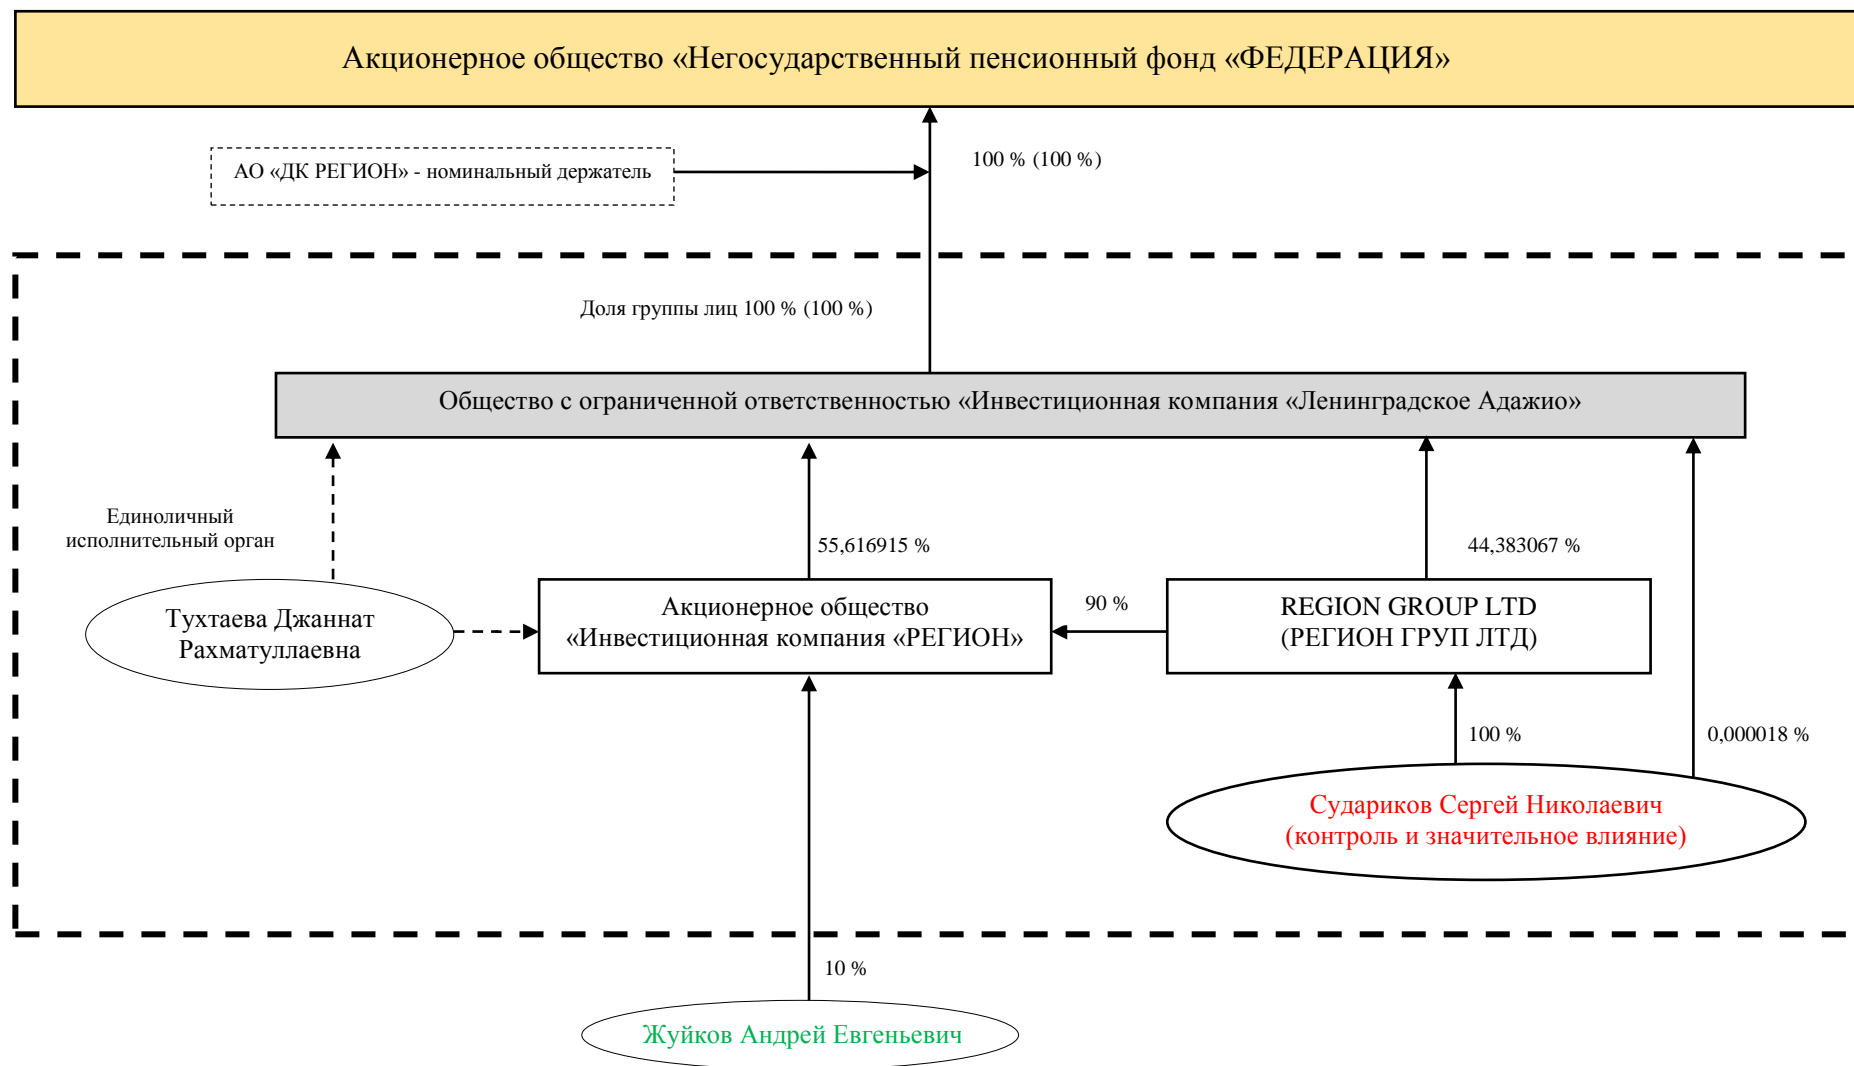 Акционерное общество «Негосударственный пенсионный фонд «ФЕДЕРАЦИЯ»
АО «ДК РЕГИОН» - номинальный держатель
100 % (100 %)
Доля группы лиц 100 % (100 %)
Общество с ограниченной ответственностью «Инвестиционная компания «Ленинградское Адажио»
Единоличный
исполнительный орган
55,616915 %
44,383067 %
Тухтаева Джаннат
Рахматуллаевна
Акционерное общество
«Инвестиционная компания «РЕГИОН»
90 %
REGION GROUP LTD
(РЕГИОН ГРУП ЛТД)
100 %
0,000018 %
Судариков Сергей Николаевич
(контроль и значительное влияние)
10 %
Жуйков Андрей Евгеньевич